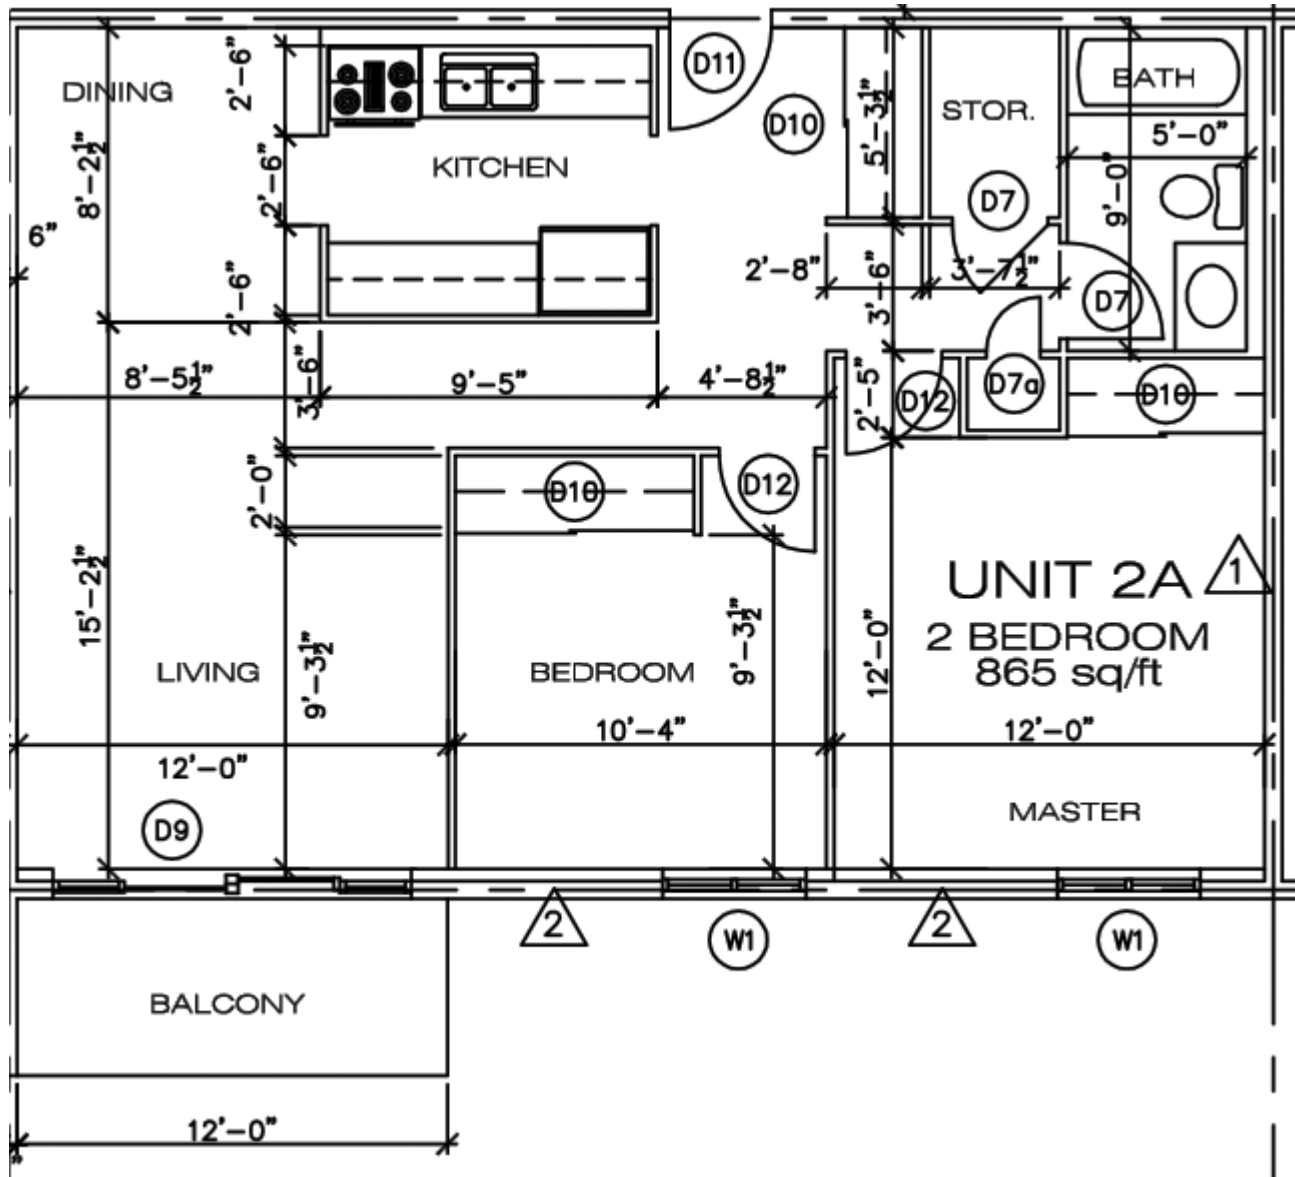 D11
DINING
2'-6"
BATH
D10
5'-3½"
STOR.
5'-0"
KITCHEN
8'-2½"
2'-6"
9'-0"
D7
6"
2'-8"
3'-7½"
2'-6"
3'-6"
D7
8'-5½"
3'-6"
9'-5"
4'-8½"
2'-5"
D12
D7a
D10
2'-0"
D10
D12
UNIT 2A
1
15'-2½"
2 BEDROOM
865 sq/ft
9'-3½"
9'-3½"
12'-0"
LIVING
BEDROOM
10'-4"
12'-0"
12'-0"
MASTER
D9
2
W1
2
W1
BALCONY
12'-0"